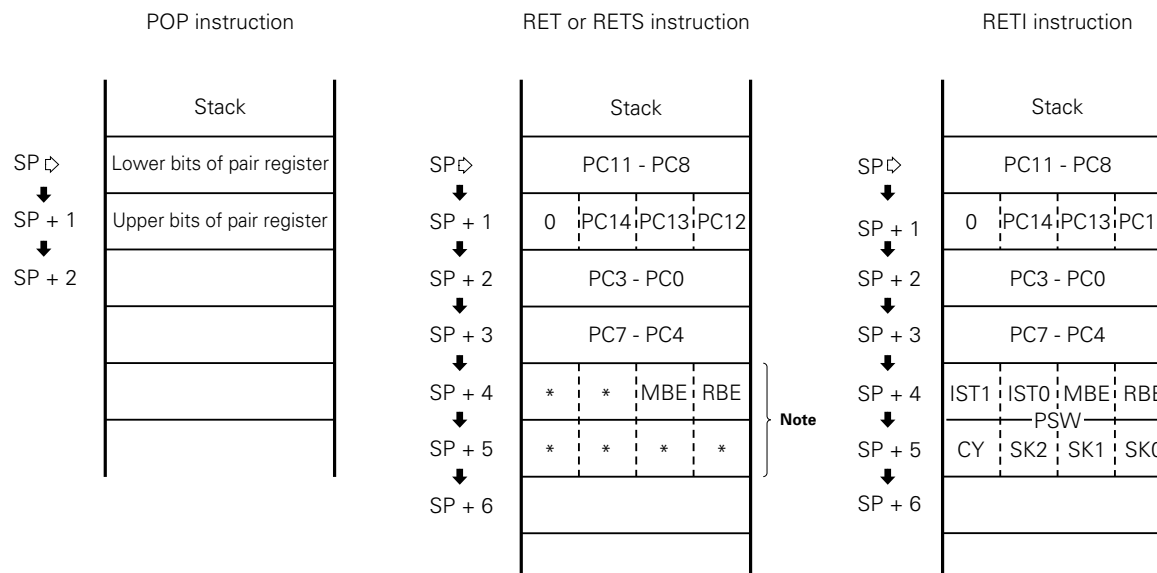 POP instruction
Stack
SP
Lower bits of pair register
SP + 1
Upper bits of pair register
SP + 2
RET or RETS instruction
Stack
SP
PC11 - PC8
SP + 1
0 PC14 PC13 PC12
SP + 2
PC3 - PC0
SP + 3
PC7 - PC4
SP + 4
* * MBE RBE
SP + 5
* * * *
Note
SP + 6
RETI instruction
Stack
SP
PC11 - PC8
SP + 1
0 PC14 PC13
SP + 2
PC3 - PC0
SP + 3
PC7 - PC4
SP + 4
IST1 IST0 MBE
PSW
SP + 5
CY SK2 SK1
SP + 6